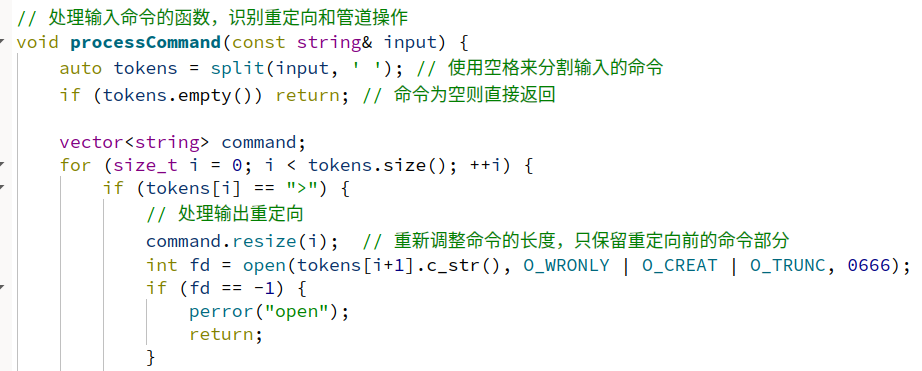 // 处理输入命令的函数，识别重定向和管道操作
void processCommand(const string& input) {
    auto tokens = split(input, ' '); // 使用空格来分割输入的命令
    if (tokens.empty()) return; // 命令为空则直接返回

    vector<string> command;
    for (size_t i = 0; i < tokens.size(); ++i) {
        if (tokens[i] == ">") {
            // 处理输出重定向
            command.resize(i);  // 重新调整命令的长度，只保留重定向前的命令部分
            int fd = open(tokens[i+1].c_str(), O_WRONLY | O_CREAT | O_TRUNC, 0666);
            if (fd == -1) {
                perror("open");
                return;
            }